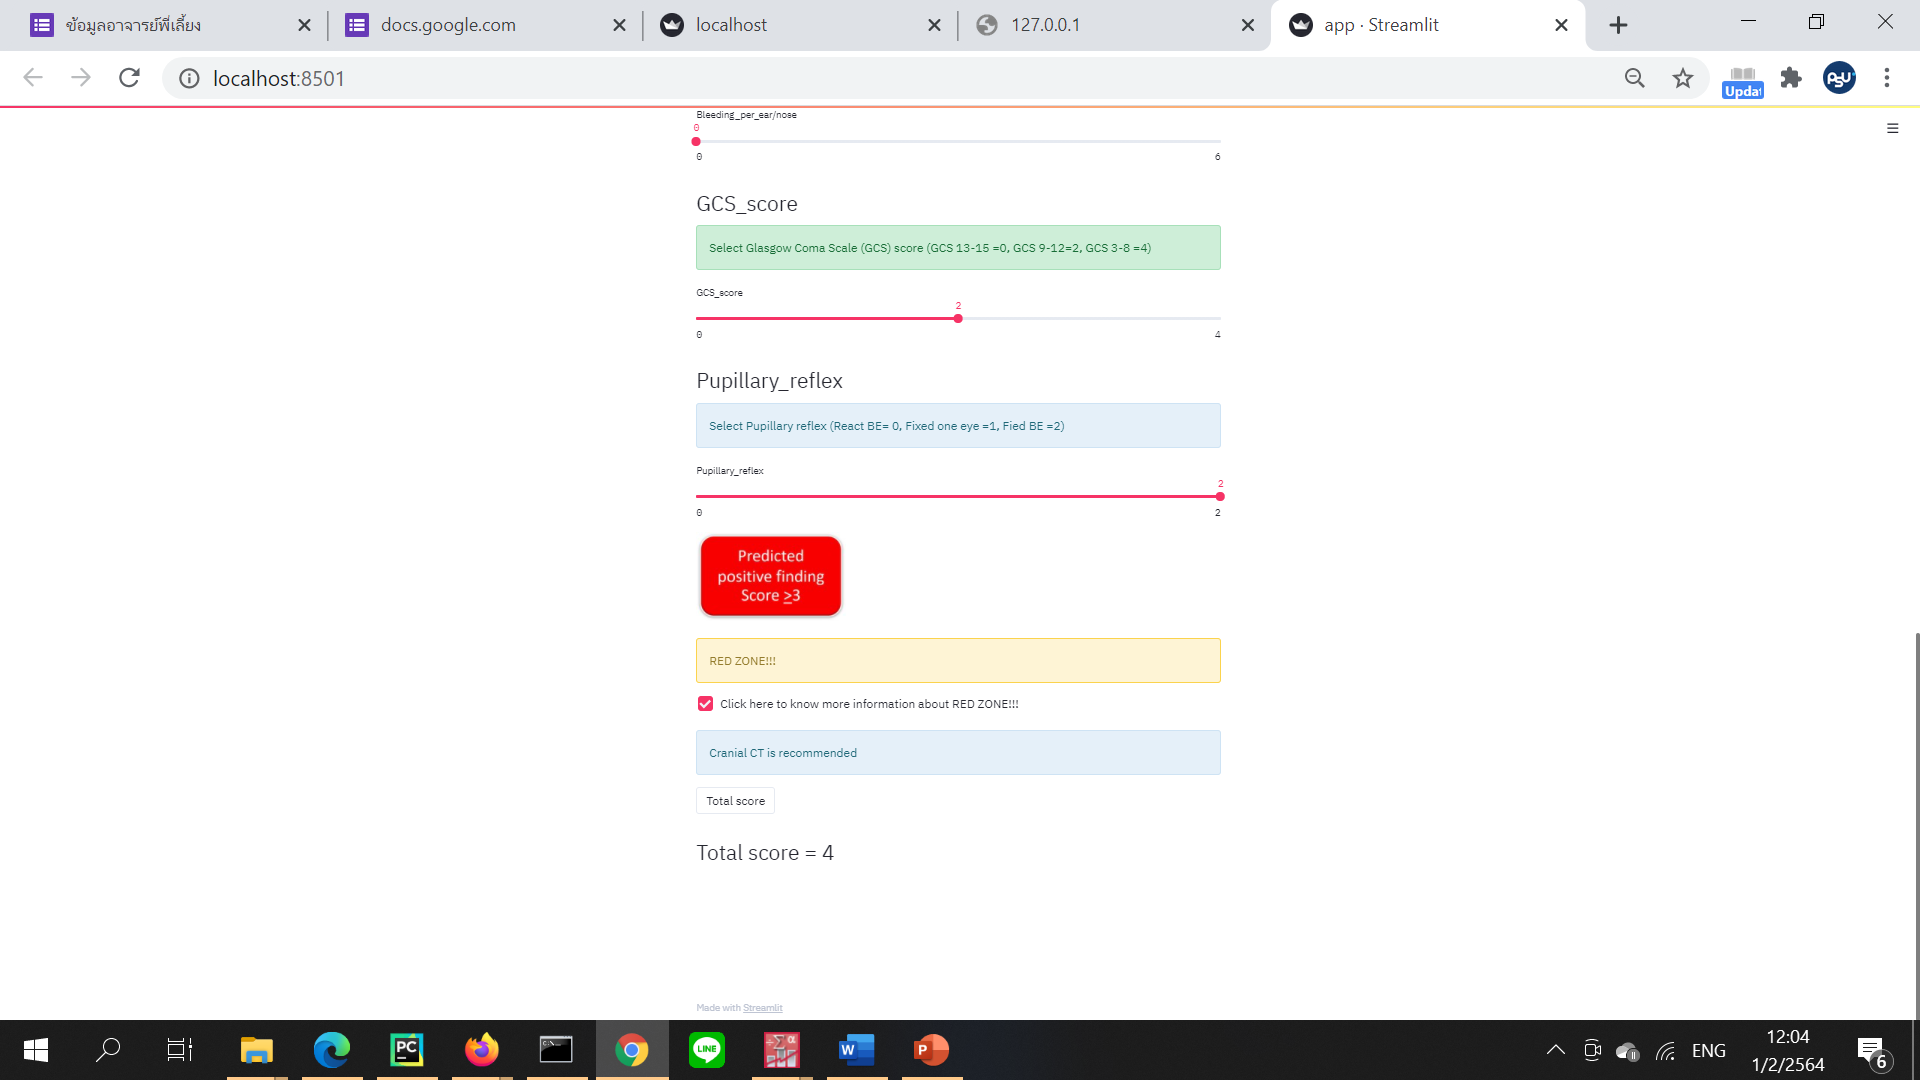 ข้อมูลอาจารย์พี่เลี้ยง
docs.google.com
localhost
127.0.0.1
app · Streamlit
localhost:8501
Updat
PSU
Bleeding_per_ear/nose
0
0 6
GCS_score
Select Glasgow Coma Scale (GCS) score (GCS 13-15 =0, GCS 9-12=2, GCS 3-8 =4)
GCS_score
2
0 4
Pupillary_reflex
Select Pupillary reflex (React BE= 0, Fixed one eye =1, Fied BE =2)
Pupillary_reflex
2
0 2
Predicted
positive finding
Score >3
RED ZONE!!!
Click here to know more information about RED ZONE!!!
Cranial CT is recommended
Total score
Total score = 4
Made with Streamlit
PC
LINE
W
P
ENG
12:04
1/2/2564
6